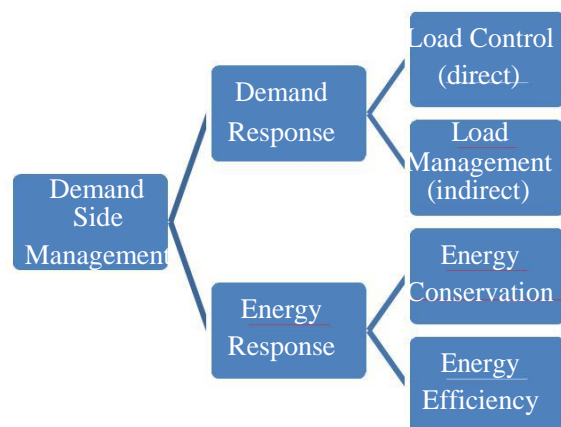 Demand
Side
Management
Demand
Response
Energy
Response
Load Control
(direct)
Load
Management
(indirect)
Energy
Conservation
Energy
Efficiency